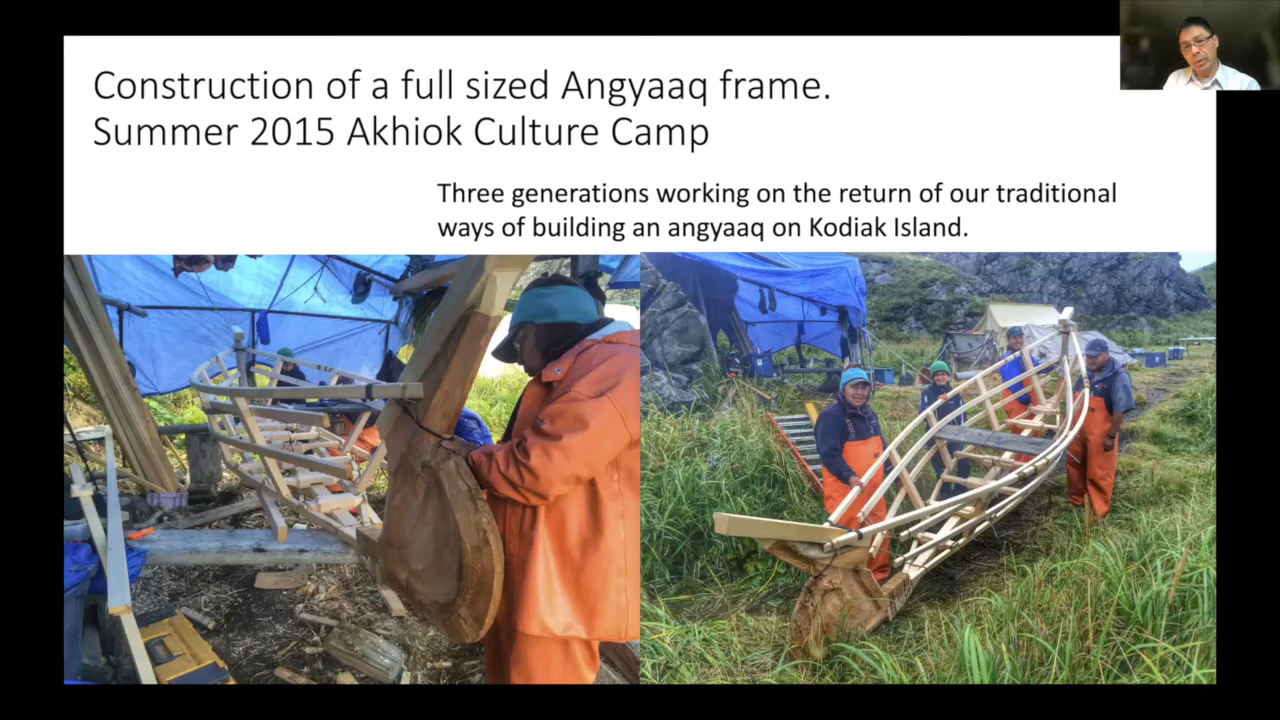 Construction of a full sized Angyaaq frame.
Summer 2015 Akhiok Culture Camp
Three generations working on the return of our traditional
ways of building an angyaaq on Kodiak Island.